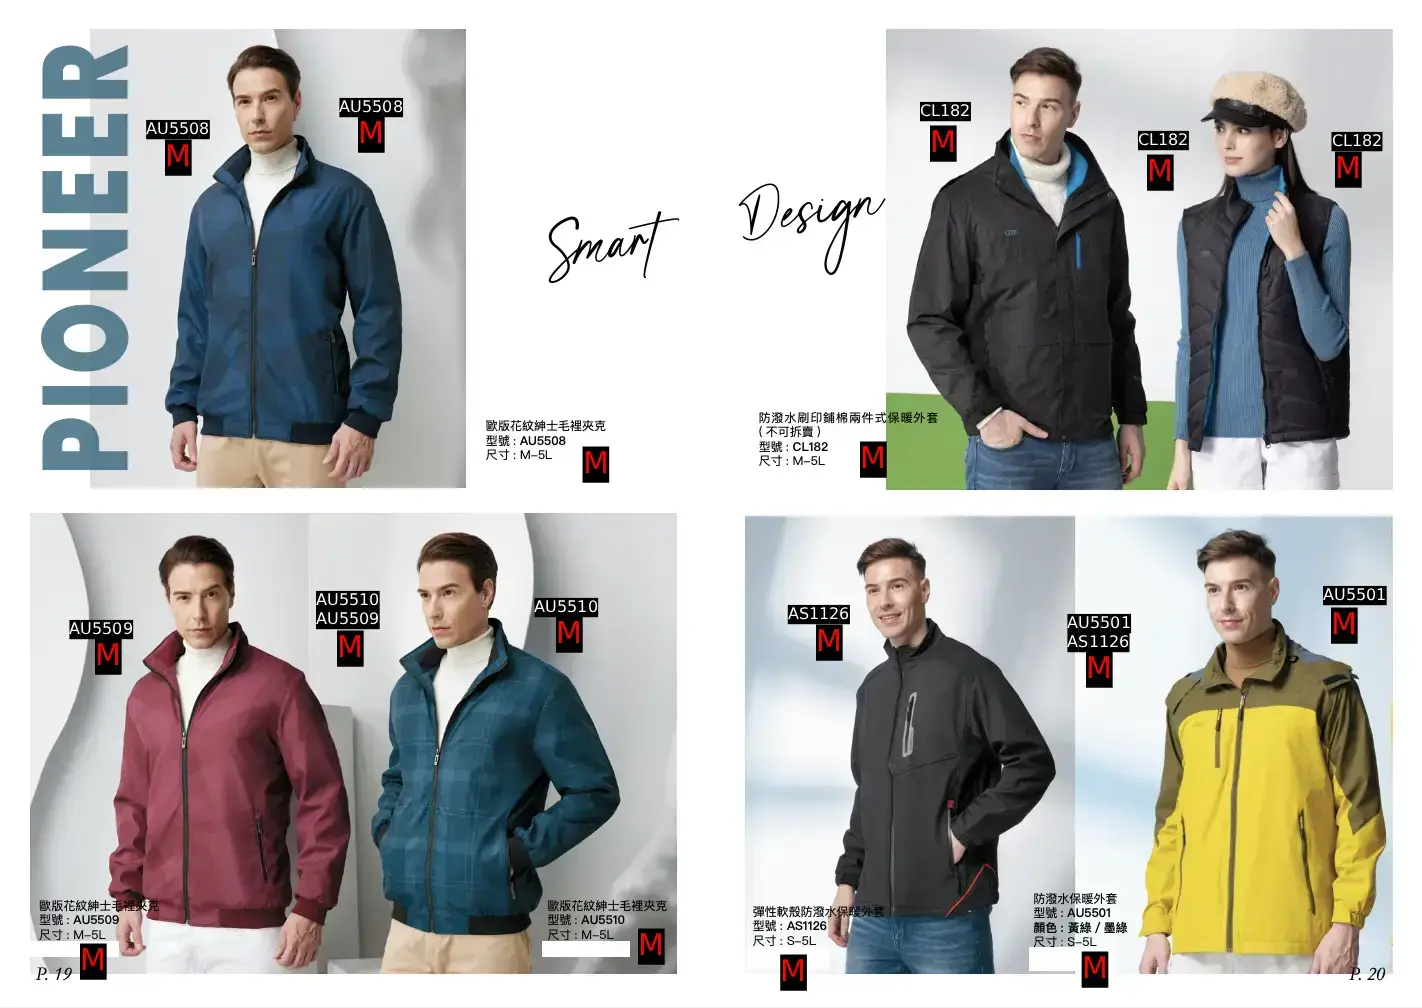 PIONEER
AU5508
M
AU5508
M
Smart
Design
歐版花紋紳士毛裡夾克
型號 : AU5508
尺寸 : M-5L
M
CL182
M
CL182
M
CL182
M
防潑水刷印鋪棉兩件式保暖外套
( 不可拆賣 )
型號 : CL182
尺寸 : M-5L
M
AU5509
M
AU5510
AU5509
M
AU5510
M
歐版花紋紳士毛裡夾克
型號 : AU5509
尺寸 : M-5L
M
歐版花紋紳士毛裡夾克
型號 : AU5510
尺寸 : M-5L
M
P. 19
AS1126
M
AU5501
AS1126
M
AU5501
M
彈性軟殼防潑水保暖外套
型號 : AS1126
尺寸 : S-5L
M
防潑水保暖外套
型號 : AU5501
顏色 : 黃綠 / 墨綠
尺寸 : S-5L
M
P. 20